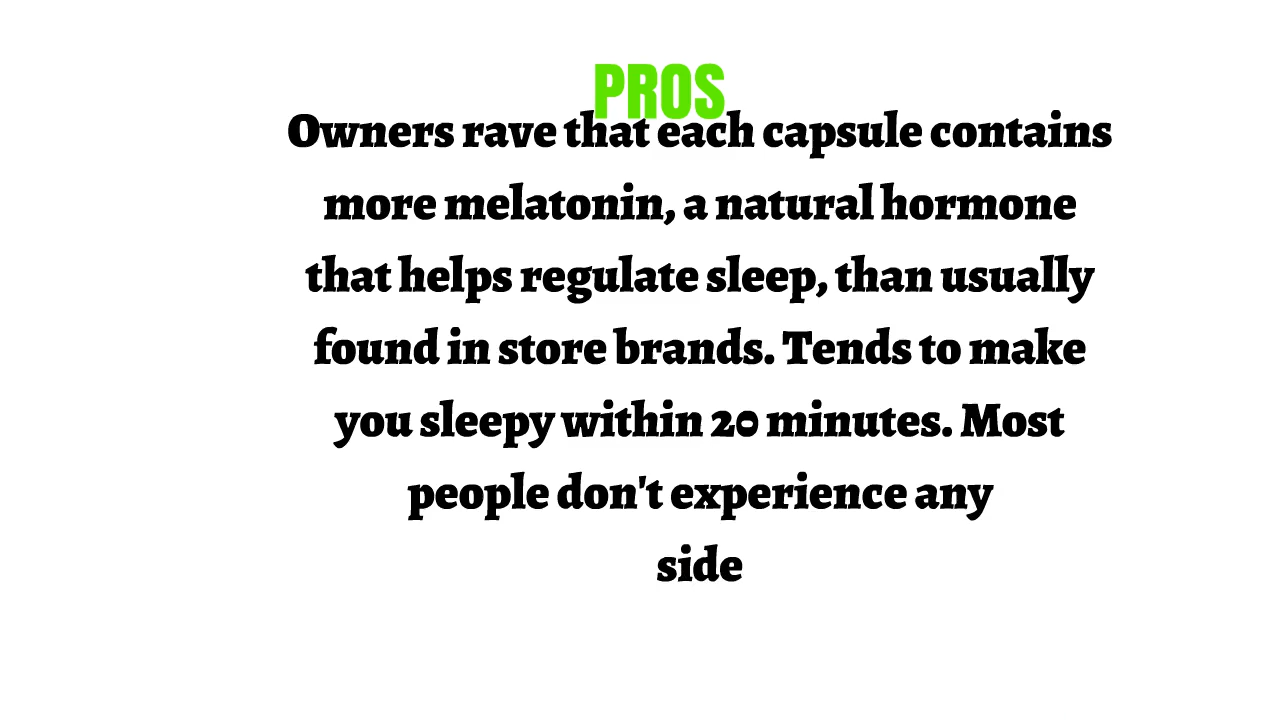 PROS
Owners rave that each capsule contains
more melatonin, a natural hormone
that helps regulate sleep, than usually
found in store brands. Tends to make
you sleepy within 20 minutes. Most
people don't experience any
side